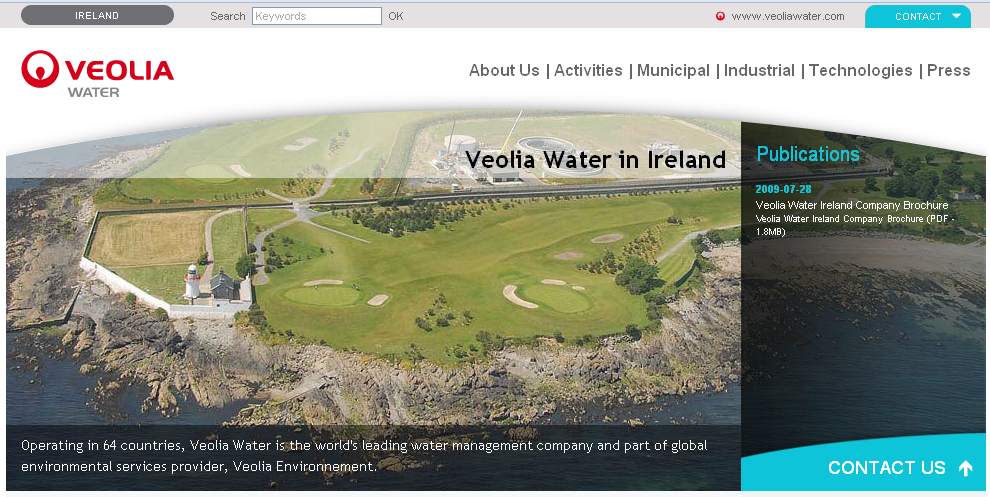 IRELAND
Search Keywords OK
www.veoliawater.com
CONTACT
VEOLIA
WATER
About Us | Activities | Municipal | Industrial | Technologies | Press
Veolia Water in Ireland
Publications
2009-07-28
Veolia Water Ireland Company Brochure
Veolia Water Ireland Company Brochure (PDF -
1.8MB)
Operating in 64 countries, Veolia Water is the world's leading water management company and part of global
environmental services provider, Veolia Environnement.
CONTACT US